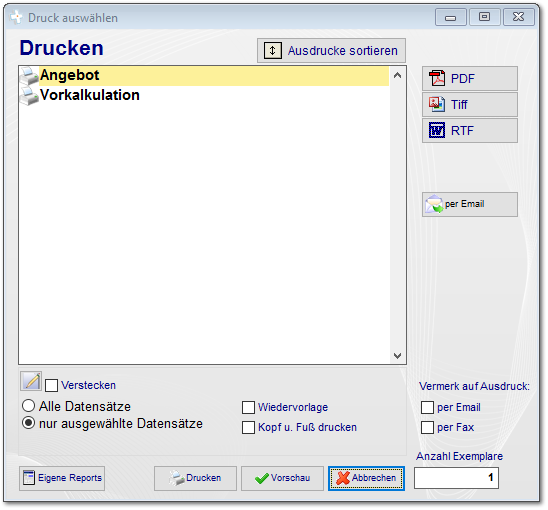 Druck auswählen
Drucken
Ausdrucke sortieren
Angebot
Vorkalkulation
PDF
Tiff
RTF
per Email
Verstecken
Alle Datensätze
nur ausgewählte Datensätze
Wiedervorlage
Kopf u. Fuß drucken
Vermerk auf Ausdruck:
per Email
per Fax
Anzahl Exemplare
1
Eigene Reports
Drucken
Vorschau
Abbrechen